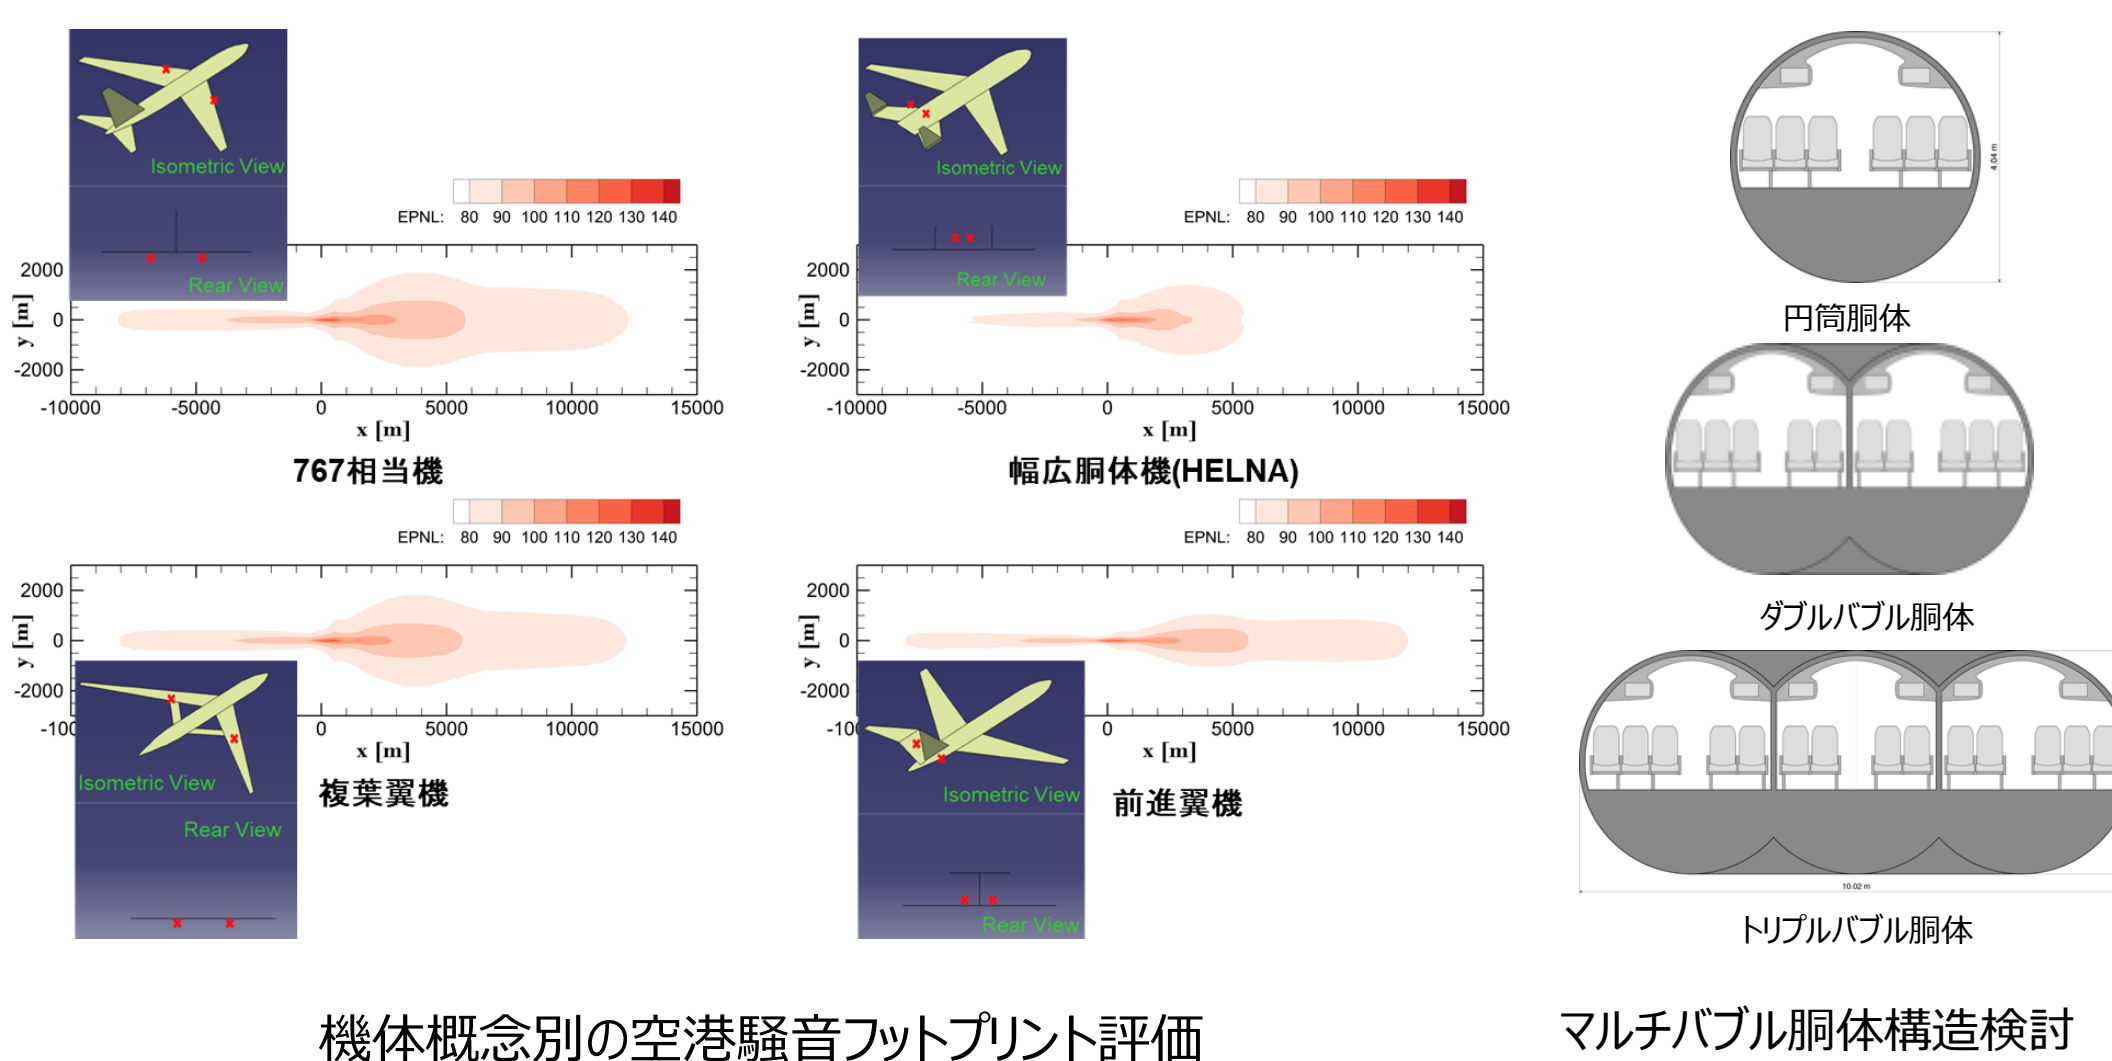 Isometric View
Rear View
EPNL: 80 90 100 110 120 130 140
y [m]
2000
0
-2000
-10000 -5000 0 5000 10000 15000
x [m]
767相当機
Isometric View
Rear View
EPNL: 80 90 100 110 120 130 140
y [m]
2000
0
-2000
-10000 -5000 0 5000 10000 15000
x [m]
幅広胴体機(HELNA)
EPNL: 80 90 100 110 120 130 140
y [m]
2000
0
-2000
-100 0 5000 10000 15000
x [m]
Isometric View
Rear View
複葉翼機
EPNL: 80 90 100 110 120 130 140
y [m]
2000
0
-2000
-100 0 5000 10000 15000
x [m]
Isometric View
Rear View
前進翼機
機体概念別の空港騒音フットプリント評価
4.04 m
円筒胴体
ダブルバブル胴体
10.02 m
トリプルバブル胴体
マルチバブル胴体構造検討